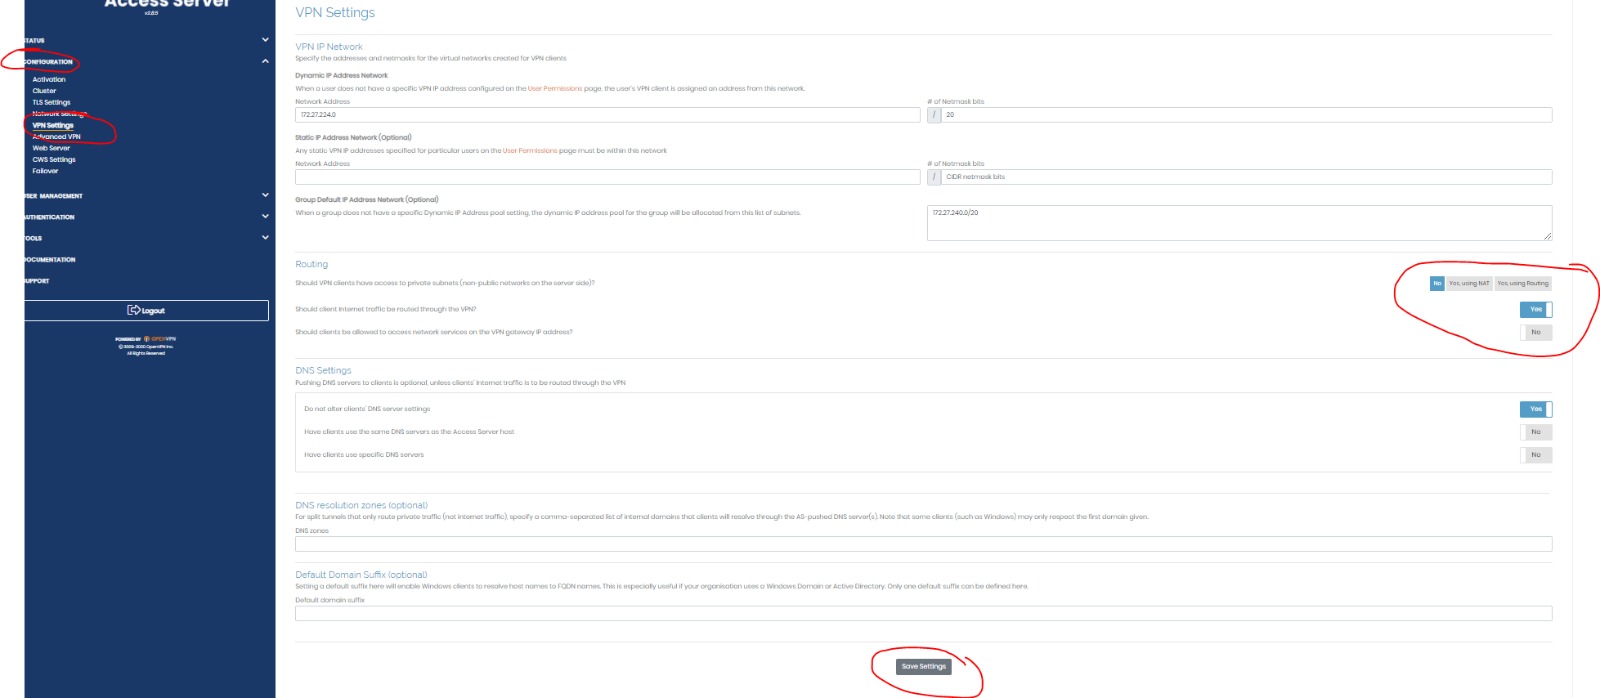 Access Server
v2.8.5
STATUS
CONFIGURATION
Activation
Cluster
TLS Settings
Network Settings
VPN Settings
Advanced VPN
Web Server
CWS Settings
Failover
USER MANAGEMENT
AUTHENTICATION
TOOLS
DOCUMENTATION
SUPPORT
Logout
POWERED BY OPENVPN
© 2009-2020 OpenVPN Inc.
All Rights Reserved
VPN Settings
VPN IP Network
Specify the addresses and netmasks for the virtual networks created for VPN clients
Dynamic IP Address Network
When a user does not have a specific VPN IP address configured on the User Permissions page, the user's VPN client is assigned an address from this network.
Network Address # of Netmask bits
172.27.224.0 / 20
Static IP Address Network (Optional)
Any static VPN IP addresses specified for particular users on the User Permissions page must be within this network
Network Address # of Netmask bits
/ CIDR netmask bits
Group Default IP Address Network (Optional)
When a group does not have a specific Dynamic IP Address pool setting, the dynamic IP address pool for the group will be allocated from this list of subnets.
172.27.240.0/20
Routing
Should VPN clients have access to private subnets (non-public networks on the server side)? No Yes, using NAT Yes, using Routing
Should client Internet traffic be routed through the VPN? Yes
Should clients be allowed to access network services on the VPN gateway IP address? No
DNS Settings
Pushing DNS servers to clients is optional, unless clients' Internet traffic is to be routed through the VPN
Do not alter clients' DNS server settings Yes
Have clients use the same DNS servers as the Access Server host No
Have clients use specific DNS servers No
DNS resolution zones (optional)
For split tunnels that only route private traffic (not internet traffic), specify a comma-separated list of internal domains that clients will resolve through the AS-pushed DNS server(s). Note that some clients (such as Windows) may only respect the first domain given.
DNS zones
Default Domain Suffix (optional)
Setting a default suffix here will enable Windows clients to resolve host names to FQDN names. This is especially useful if your organisation uses a Windows Domain or Active Directory. Only one default suffix can be defined here.
Default domain suffix
Save Settings